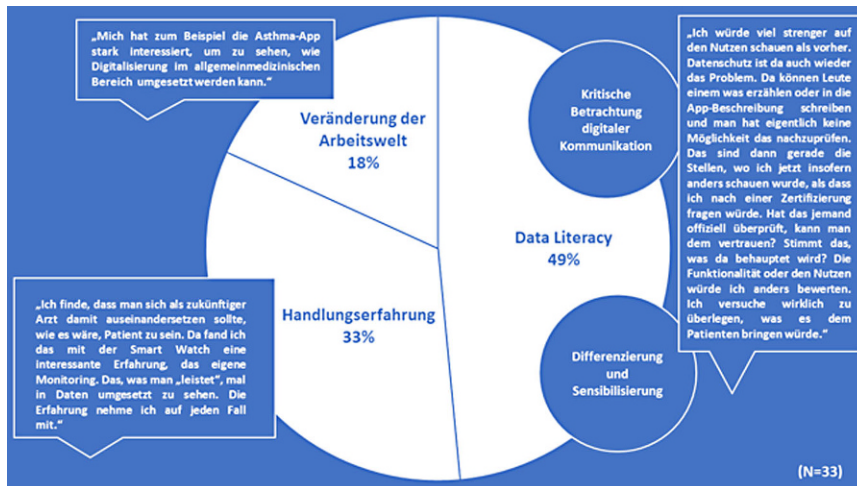 „Mich hat zum Beispiel die Asthma-App
stark interessiert, um zu sehen, wie
Digitalisierung im allgemeinmedizinischen
Bereich umgesetzt werden kann.“
Veränderung der
Arbeitswelt
18%
Kritische
Betrachtung
digitaler
Kommunikation
Data Literacy
49%
Differenzierung
und
Sensibilisierung
Handlungserfahrung
33%
„Ich finde, dass man sich als zukünftiger
Arzt damit auseinandersetzen sollte,
wie es wäre, Patient zu sein. Da fand ich
das mit der Smart Watch eine
interessante Erfahrung, das eigene
Monitoring. Das, was man „leistet“, mal
in Daten umgesetzt zu sehen. Die
Erfahrung nehme ich auf jeden Fall
mit.“
„Ich würde viel strenger auf
den Nutzen schauen als vorher.
Datenschutz ist da auch wieder
das Problem. Da können Leute
einem was erzählen oder in die
App-Beschreibung schreiben
und man hat eigentlich keine
Möglichkeit das nachzuprüfen.
Das sind dann gerade die
Stellen, wo ich jetzt insofern
anders schauen wurde, als dass
ich nach einer Zertifizierung
fragen würde. Hat das jemand
offiziell überprüft, kann man
dem vertrauen? Stimmt das,
was da behauptet wird? Die
Funktionalität oder den Nutzen
würde ich anders bewerten.
Ich versuche wirklich zu
überlegen, was es dem
Patienten bringen würde.“
(N=33)